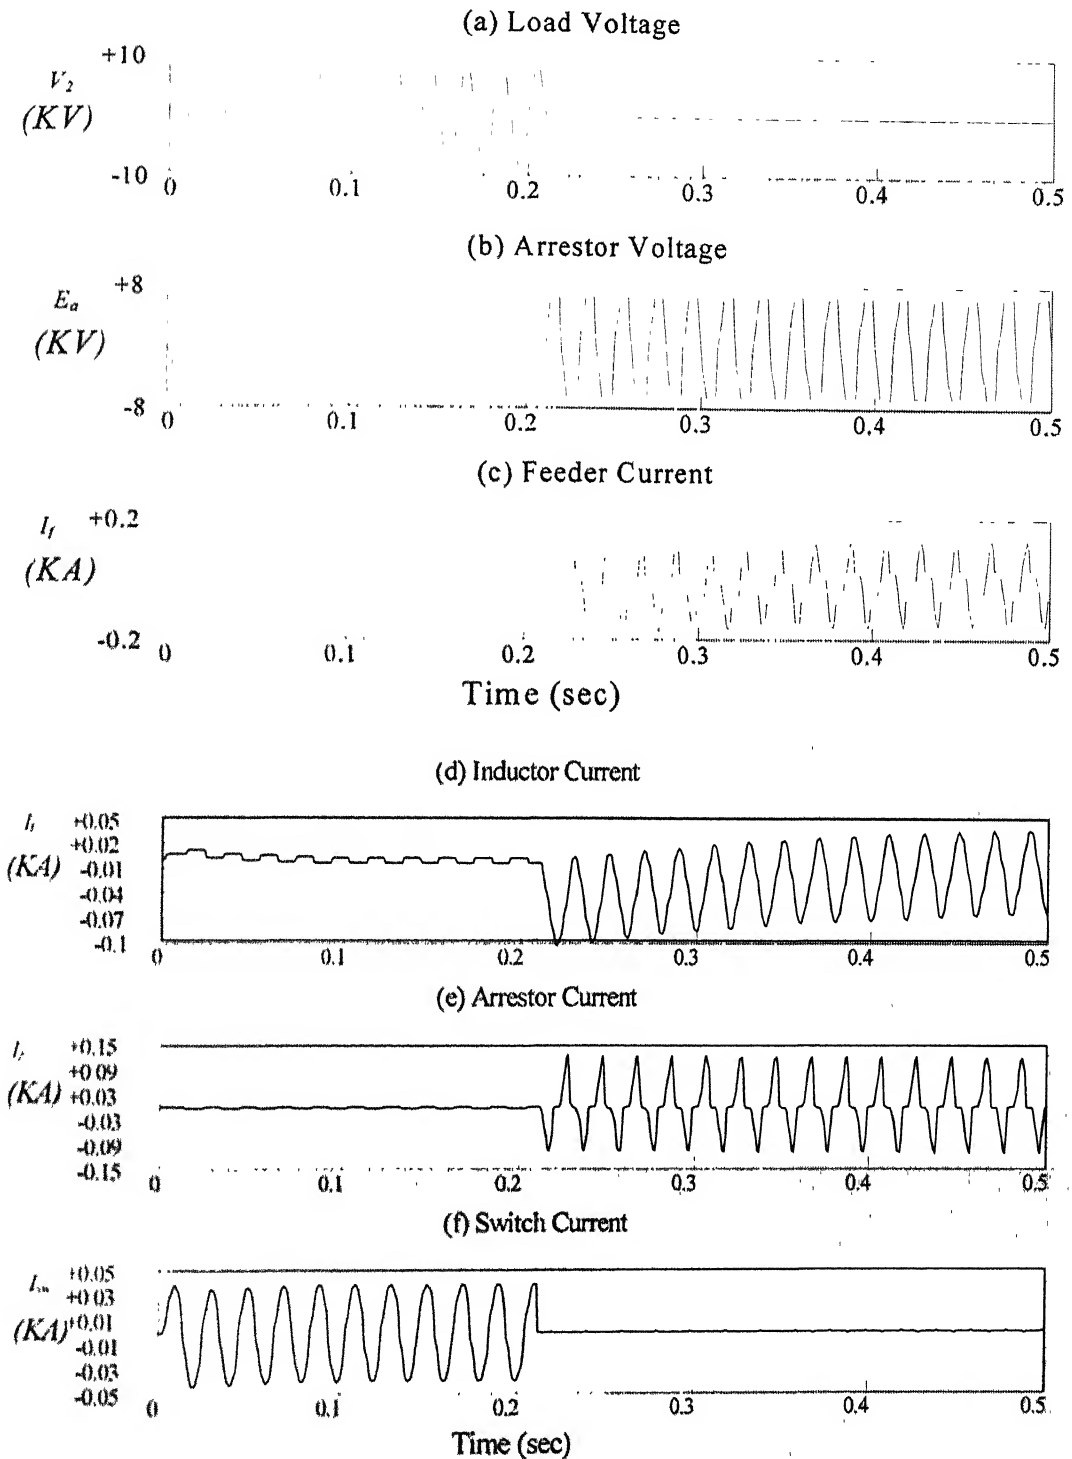 (a) Load Voltage
+10
V₂
(KV)
-10
0 0.1 0.2 0.3 0.4 0.5
(b) Arrestor Voltage
+8
Eₐ
(KV)
-8
0 0.1 0.2 0.3 0.4 0.5
(c) Feeder Current
+0.2
I_f
(KA)
-0.2
0 0.1 0.2 0.3 0.4 0.5
Time (sec)
(d) Inductor Current
+0.05
+0.02
(KA)
-0.01
-0.04
-0.07
-0.1
0 0.1 0.2 0.3 0.4 0.5
(e) Arrestor Current
+0.15
+0.09
(KA)
+0.03
-0.03
-0.09
-0.15
0 0.1 0.2 0.3 0.4 0.5
(f) Switch Current
+0.05
+0.03
(KA)
+0.01
-0.01
-0.03
-0.05
0 0.1 0.2 0.3 0.4 0.5
Time (sec)